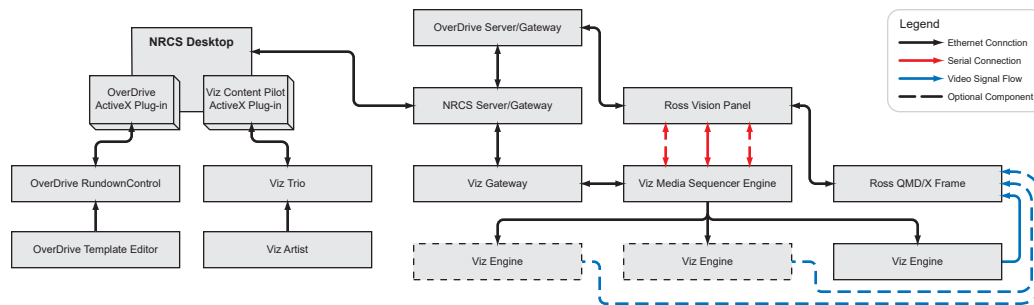 NRCS Desktop
OverDrive
ActiveX Plug-in
Viz Content Pilot
ActiveX Plug-in
OverDrive RundownControl
Viz Trio
OverDrive Template Editor
Viz Artist
OverDrive Server/Gateway
NRCS Server/Gateway
Ross Vision Panel
Viz Gateway
Viz Media Sequencer Engine
Ross QMD/X Frame
Viz Engine
Viz Engine
Viz Engine
Legend
Ethernet Connction
Serial Connection
Video Signal Flow
Optional Component